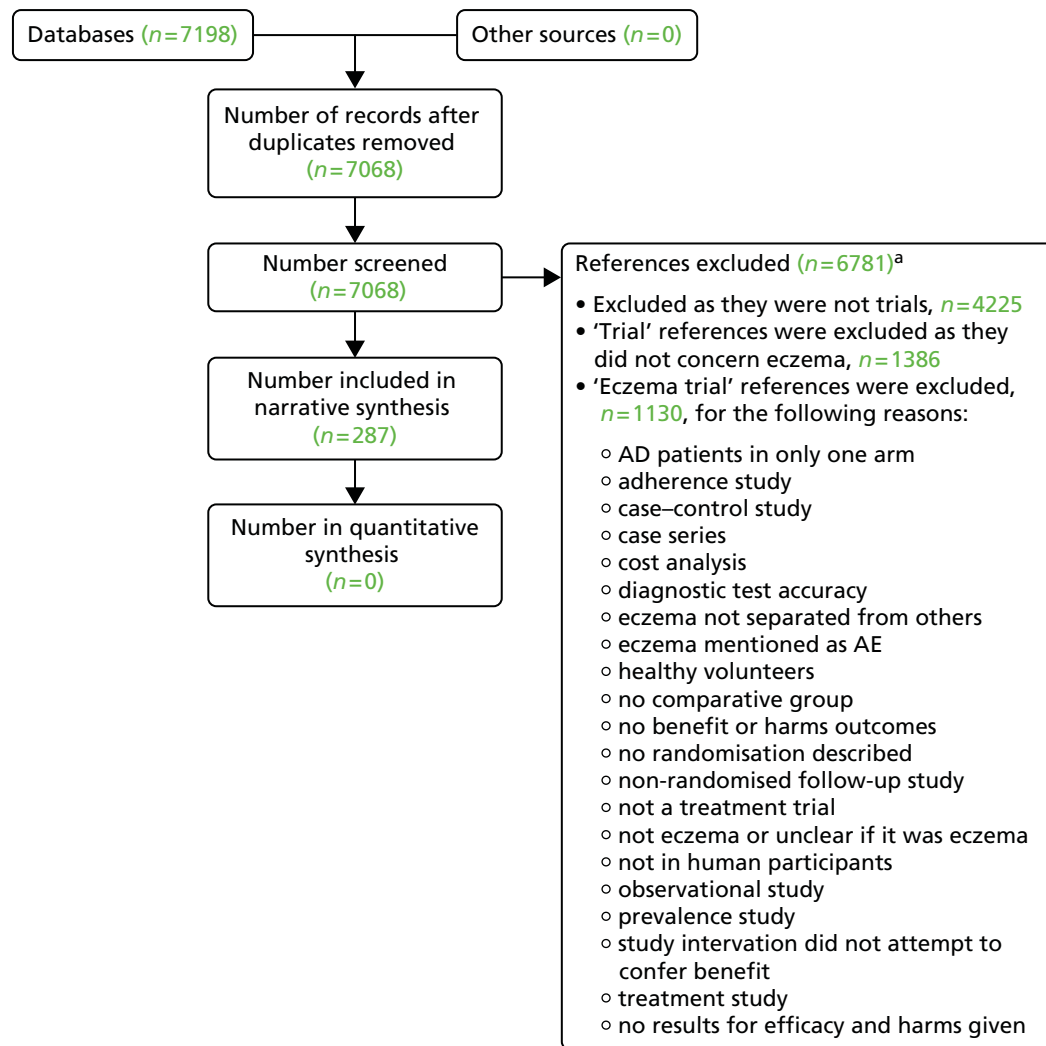 Databases (n=7198)
Other sources (n=0)
Number of records after
duplicates removed
(n=7068)
Number screened
(n=7068)
Number included in
narrative synthesis
(n=287)
Number in quantitative
synthesis
(n=0)
References excluded (n=6781)a
• Excluded as they were not trials, n=4225
• ‘Trial’ references were excluded as they
did not concern eczema, n=1386
• ‘Eczema trial’ references were excluded,
n=1130, for the following reasons:
○ AD patients in only one arm
○ adherence study
○ case–control study
○ case series
○ cost analysis
○ diagnostic test accuracy
○ eczema not separated from others
○ eczema mentioned as AE
○ healthy volunteers
○ no comparative group
○ no benefit or harms outcomes
○ no randomisation described
○ non-randomised follow-up study
○ not a treatment trial
○ not eczema or unclear if it was eczema
○ not in human participants
○ observational study
○ prevalence study
○ study intervation did not attempt to
confer benefit
○ treatment study
○ no results for efficacy and harms given